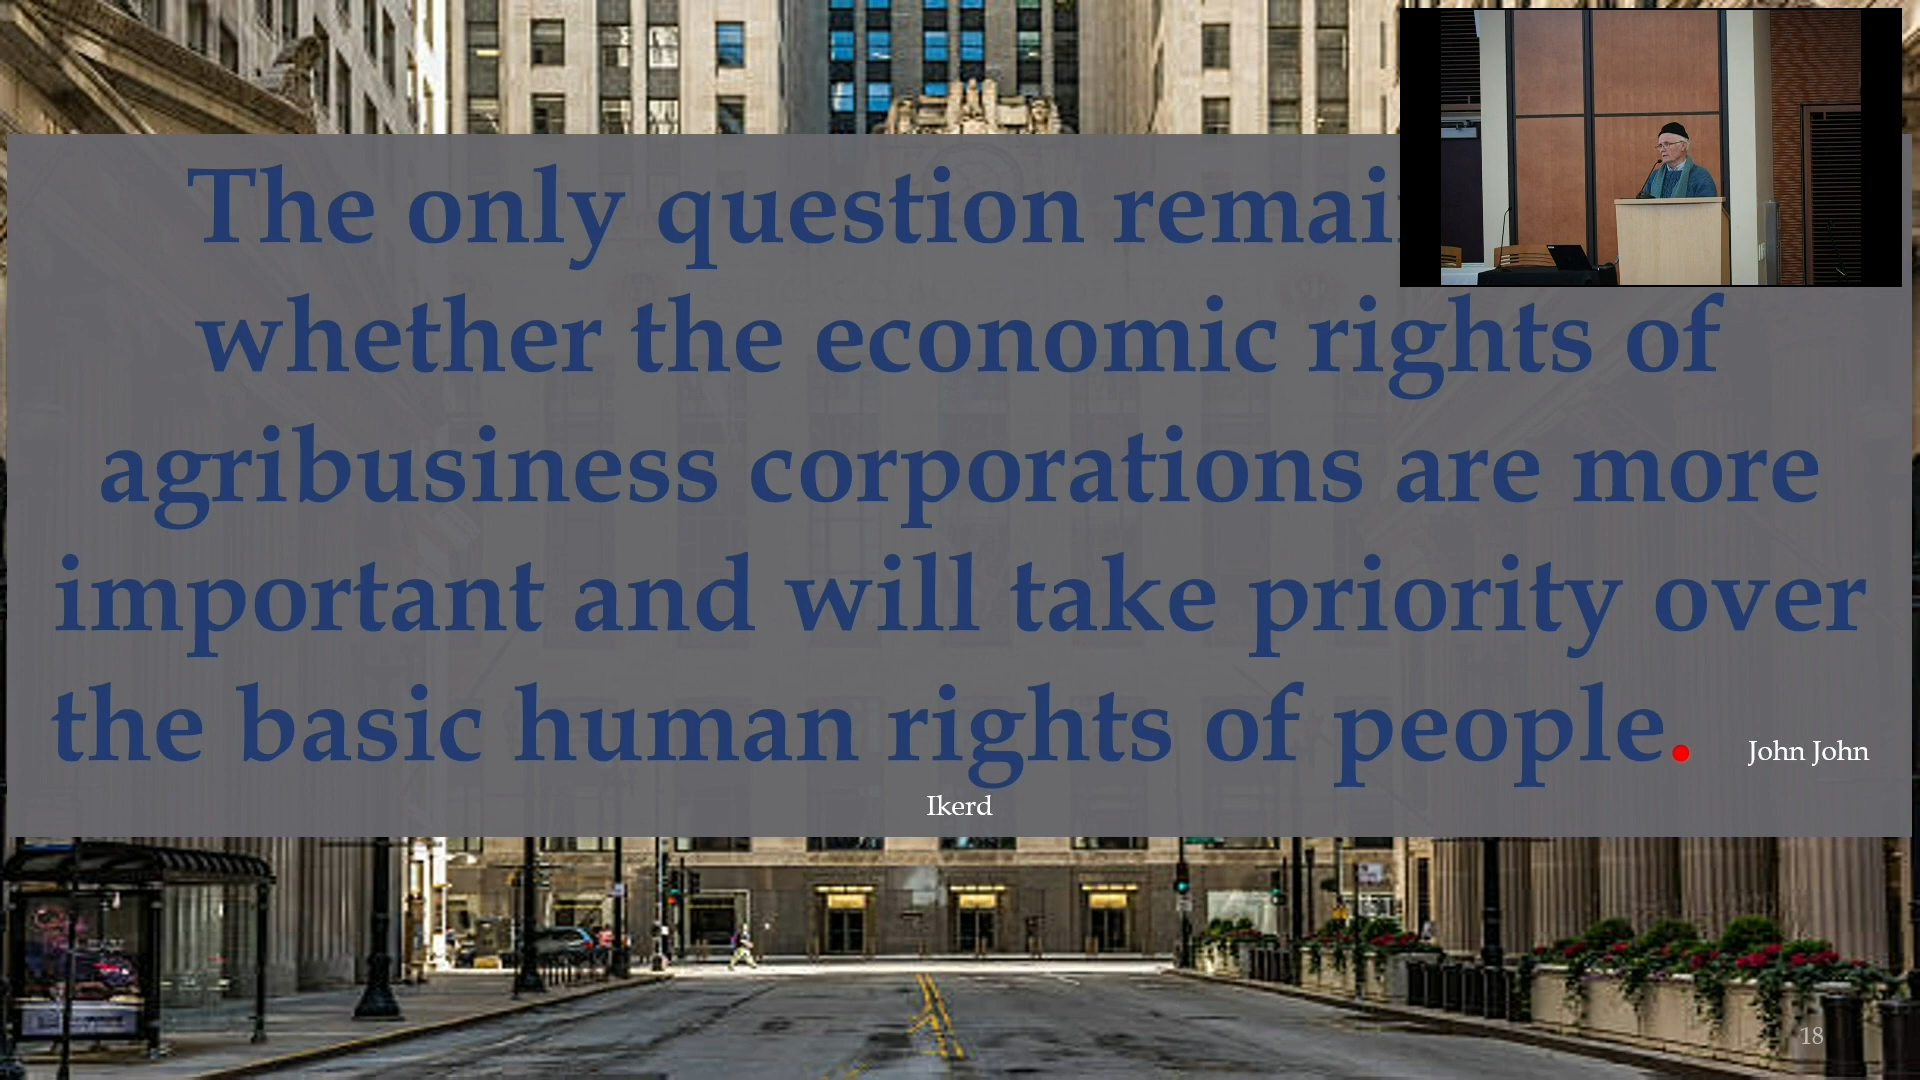 The only question
whether the economic rights of
agribusiness corporations are more
important and will take priority over
the basic human rights of people. John John
Ikerd
18